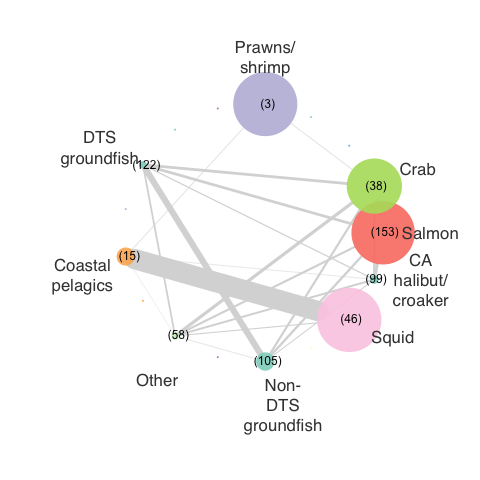 Prawns/
shrimp
(3)
DTS
groundfish
(122)
Crab
(38)
(153)
Salmon
CA
halibut/
croaker
(99)
(15)
Coastal
pelagics
(46)
Squid
(58)
Other
(105)
Non-
DTS
groundfish